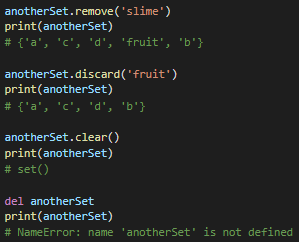 anotherSet.remove('slime')
print(anotherSet)
# {'a', 'c', 'd', 'fruit', 'b'}
anotherSet.discard('fruit')
print(anotherSet)
# {'a', 'c', 'd', 'b'}
anotherSet.clear()
print(anotherSet)
# set()
del anotherSet
print(anotherSet)
# NameError: name 'anotherSet' is not defined